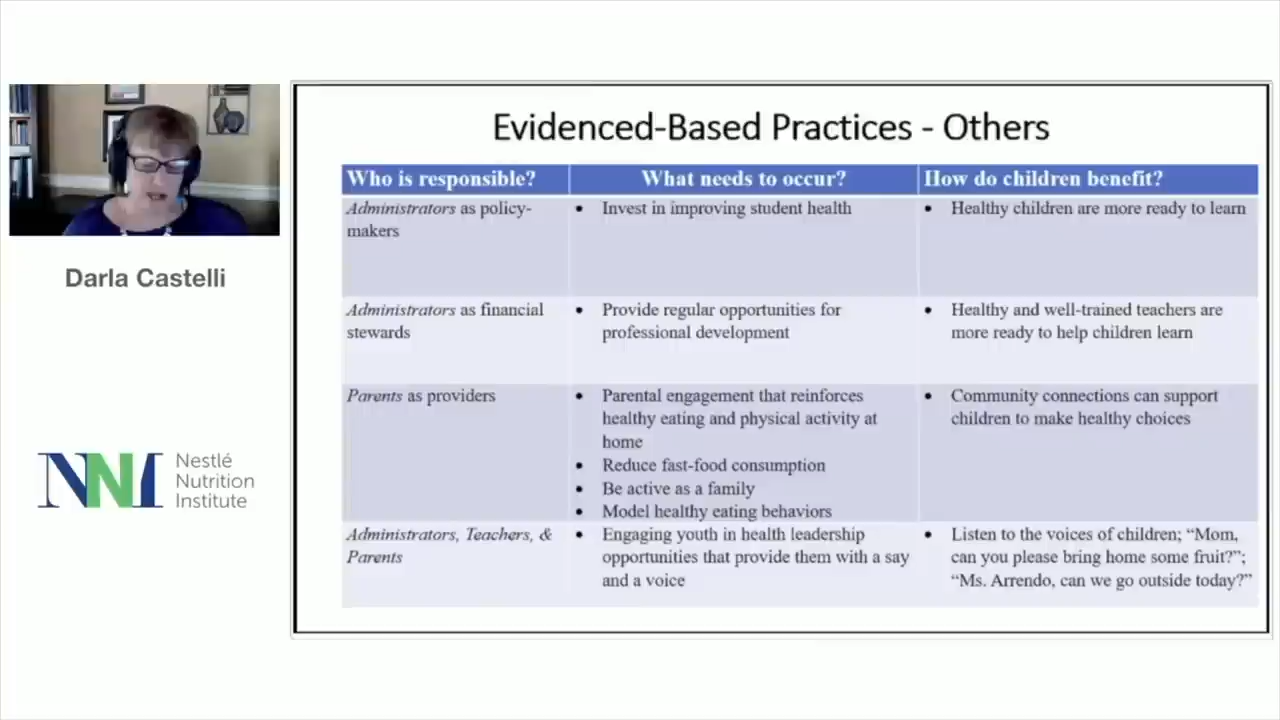 Evidenced-Based Practices - Others
Who is responsible?
What needs to occur?
How do children benefit?
Administrators as policy-
makers
• Invest in improving student health
• Healthy children are more ready to learn
Administrators as financial
stewards
• Provide regular opportunities for
professional development
• Healthy and well-trained teachers are
more ready to help children learn
Parents as providers
• Parental engagement that reinforces
healthy eating and physical activity at
home
• Reduce fast-food consumption
• Be active as a family
• Model healthy eating behaviors
• Community connections can support
children to make healthy choices
Administrators, Teachers, &
Parents
• Engaging youth in health leadership
opportunities that provide them with a say
and a voice
• Listen to the voices of children; “Mom,
can you please bring home some fruit?”;
“Ms. Arrendo, can we go outside today?”
Darla Castelli
NNI
Nestlé
Nutrition
Institute